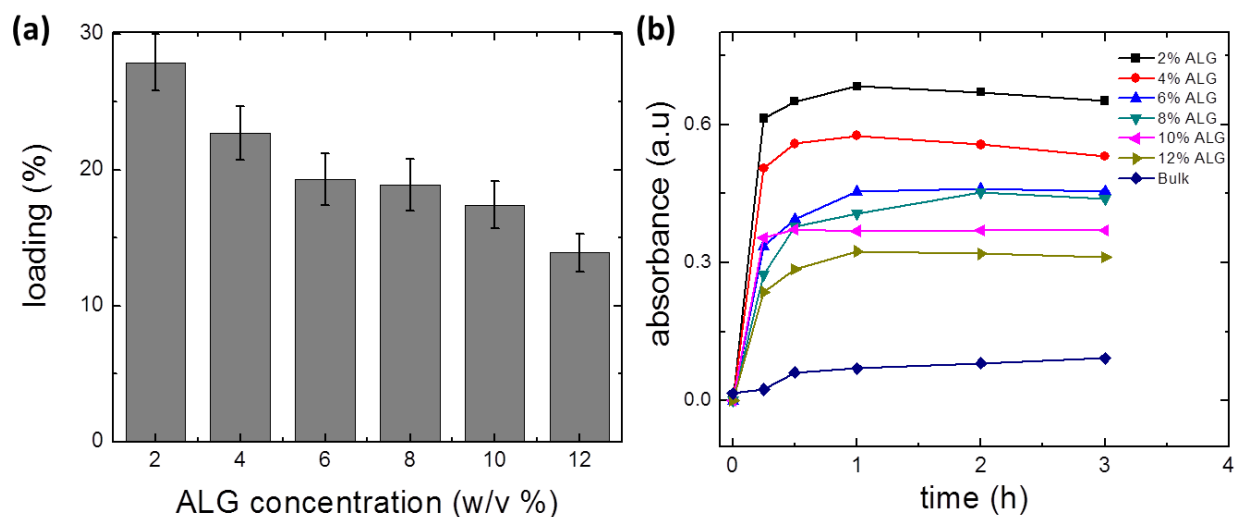 (a)
30
20
10
0
loading (%)
2 4 6 8 10 12
ALG concentration (w/v %)
(b)
0.6
0.3
0.0
absorbance (a.u)
2% ALG
4% ALG
6% ALG
8% ALG
10% ALG
12% ALG
Bulk
0 1 2 3 4
time (h)